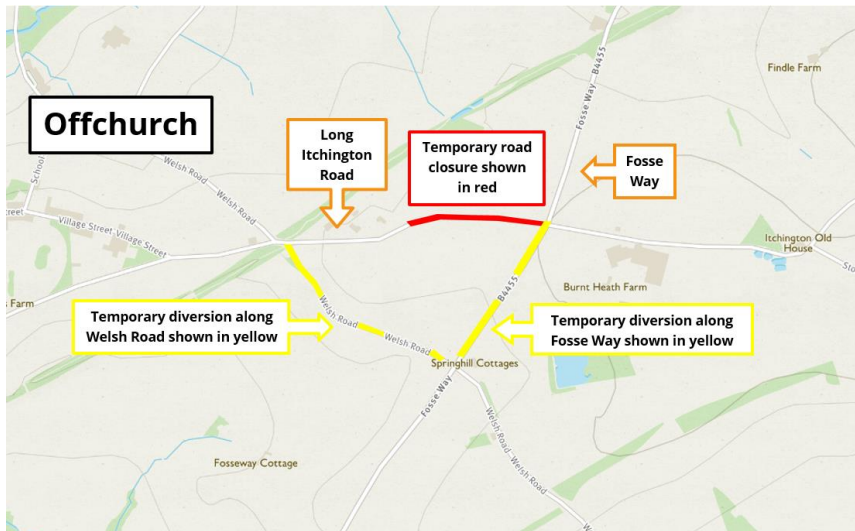 Offchurch
Long
Itchington
Road
Temporary road
closure shown
in red
Fosse
Way
Fosse Way
B4455
Findle Farm
School
Welsh Road
Welsh Road
Street
Village Street
Village Street
Itchington Old
House
Sto
Burnt Heath Farm
B4455
s Farm
Temporary diversion along
Welsh Road shown in yellow
Welsh Road
Welsh Road
Temporary diversion along
Fosse Way shown in yellow
Springhill Cottages
Fosse Way
Welsh Road
Welsh Road
Fosseway Cottage